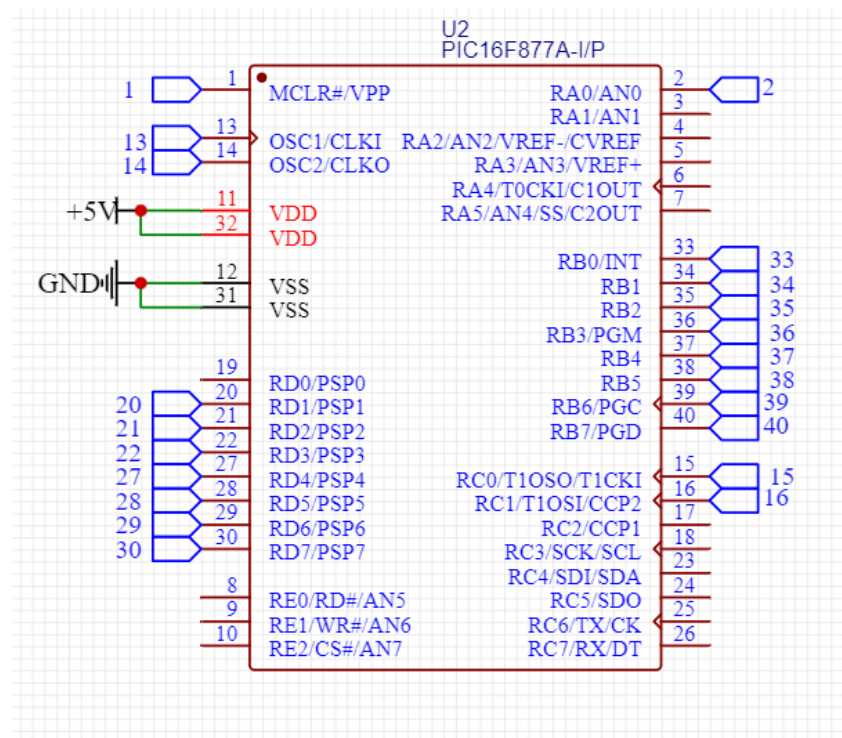 U2
PIC16F877A-I/P
1 1 MCLR#/VPP RA0/AN0 2 2
RA1/AN1 3
13 13 OSC1/CLKI RA2/AN2/VREF-/CVREF 4
14 14 OSC2/CLKO RA3/AN3/VREF+ 5
RA4/T0CKI/C1OUT 6
+5V 11 VDD RA5/AN4/SS/C2OUT 7
32 VDD
RB0/INT 33 33
GND 12 VSS RB1 34 34
31 VSS RB2 35 35
RB3/PGM 36 36
RB4 37 37
19 RD0/PSP0 RB5 38 38
20 20 RD1/PSP1 RB6/PGC 39 39
21 21 RD2/PSP2 RB7/PGD 40 40
22 22 RD3/PSP3
27 27 RD4/PSP4 RC0/T1OSO/T1CKI 15 15
28 28 RD5/PSP5 RC1/T1OSI/CCP2 16 16
29 29 RD6/PSP6 RC2/CCP1 17
30 30 RD7/PSP7 RC3/SCK/SCL 18
RC4/SDI/SDA 23
8 RE0/RD#/AN5 RC5/SDO 24
9 RE1/WR#/AN6 RC6/TX/CK 25
10 RE2/CS#/AN7 RC7/RX/DT 26